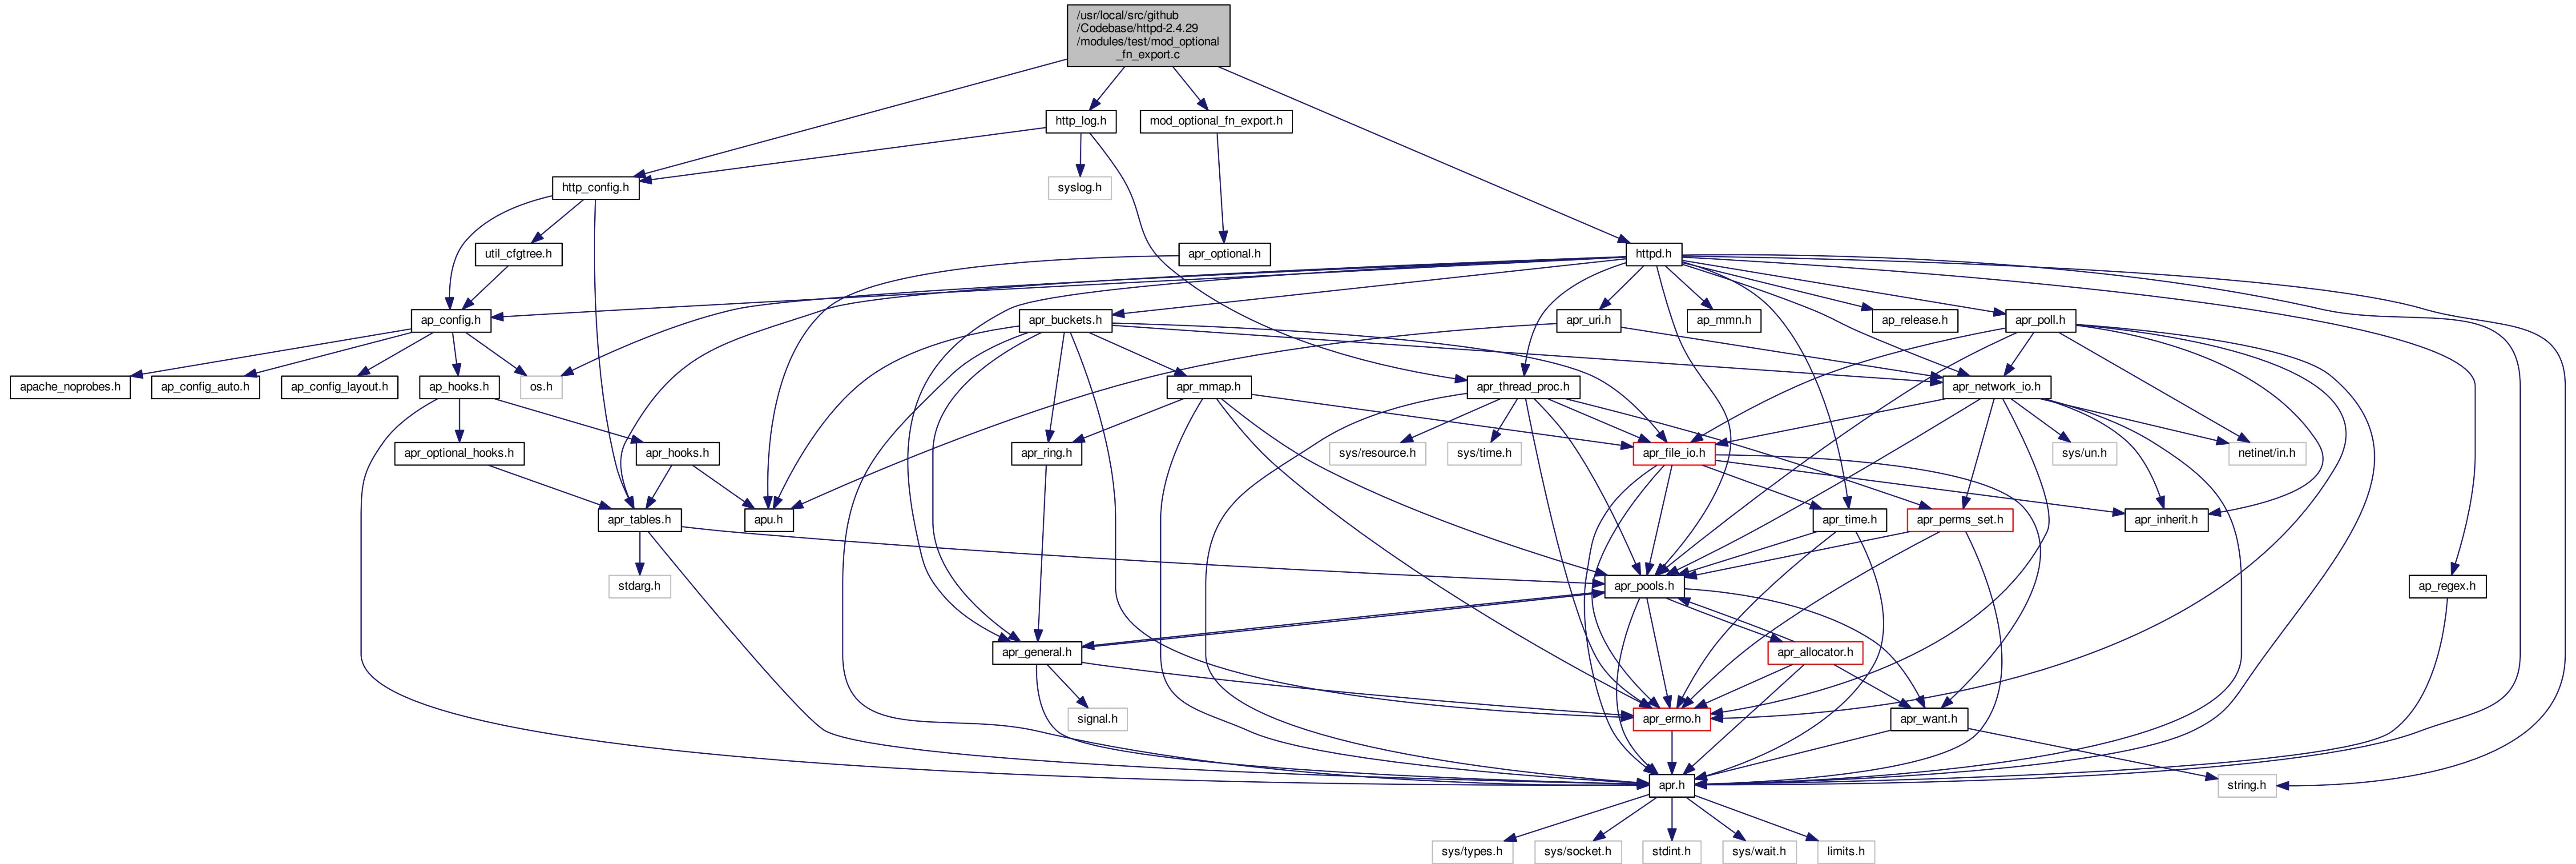 /usr/local/src/github
/Codebase/httpd-2.4.29
/modules/test/mod_optional
_fn_export.c
http_log.h
mod_optional_fn_export.h
http_config.h
syslog.h
util_cfgtree.h
apr_optional.h
httpd.h
ap_config.h
apr_buckets.h
apr_uri.h
ap_mmn.h
ap_release.h
apr_poll.h
apache_noprobes.h
ap_config_auto.h
ap_config_layout.h
ap_hooks.h
os.h
apr_mmap.h
apr_thread_proc.h
apr_network_io.h
apr_optional_hooks.h
apr_hooks.h
apr_ring.h
sys/resource.h
sys/time.h
apr_file_io.h
sys/un.h
netinet/in.h
apr_tables.h
apu.h
apr_time.h
apr_perms_set.h
apr_inherit.h
stdarg.h
apr_pools.h
ap_regex.h
apr_general.h
apr_allocator.h
signal.h
apr_errno.h
apr_want.h
apr.h
string.h
sys/types.h
sys/socket.h
stdint.h
sys/wait.h
limits.h